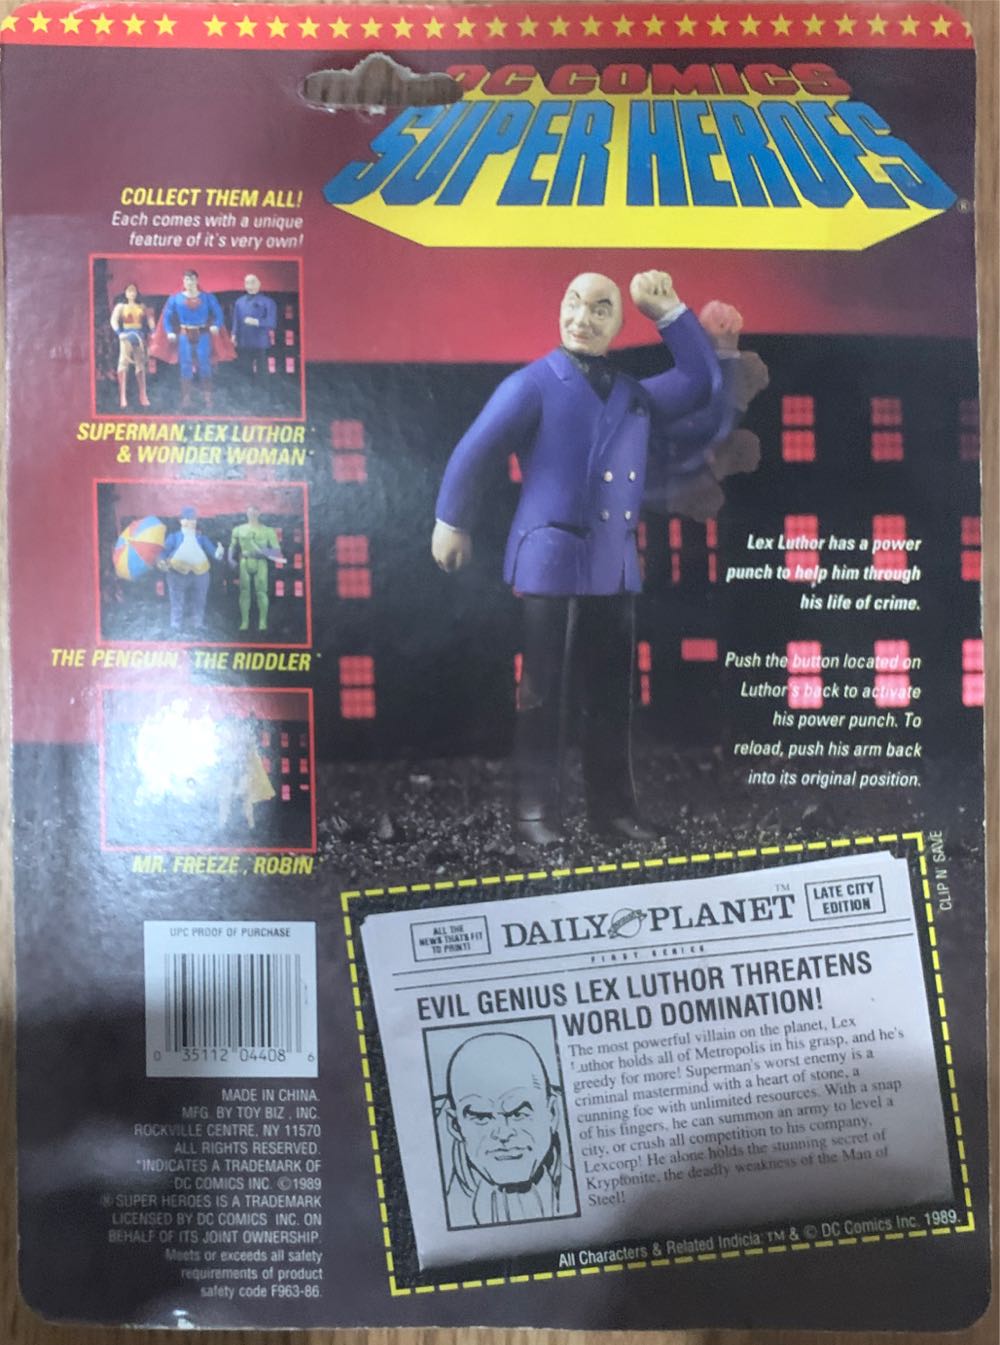 DC COMICS
SUPER HEROES®
COLLECT THEM ALL!
Each comes with a unique
feature of it's very own!
SUPERMAN,* LEX LUTHOR*
& WONDER WOMAN*
THE PENGUIN,* THE RIDDLER*
MR. FREEZE*, ROBIN*
Lex Luthor has a power
punch to help him through
his life of crime.
Push the button located on
Luthor's back to activate
his power punch. To
reload, push his arm back
into its original position.
CLIP N' SAVE
ALL THE
NEWS THATS FIT
TO PRINT!
DAILY PLANET™
LATE CITY
EDITION
FIRST SERIES
EVIL GENIUS LEX LUTHOR THREATENS
WORLD DOMINATION!
The most powerful villain on the planet, Lex
Luthor holds all of Metropolis in his grasp, and he's
greedy for more! Superman's worst enemy is a
criminal mastermind with a heart of stone, a
cunning foe with unlimited resources. With a snap
of his fingers, he can summon an army to level a
city, or crush all competition to his company,
Lexcorp! He alone holds the stunning secret of
Kryptonite, the deadly weakness of the Man of
Steel!
All Characters & Related Indicia: TM & © DC Comics Inc. 1989.
UPC PROOF OF PURCHASE
0 35112 04408 6
MADE IN CHINA.
MFG. BY TOY BIZ, INC.
ROCKVILLE CENTRE, NY 11570
ALL RIGHTS RESERVED.
*INDICATES A TRADEMARK OF
DC COMICS INC. ©1989
® SUPER HEROES IS A TRADEMARK
LICENSED BY DC COMICS INC. ON
BEHALF OF ITS JOINT OWNERSHIP.
Meets or exceeds all safety
requirements of product
safety code F963-86.